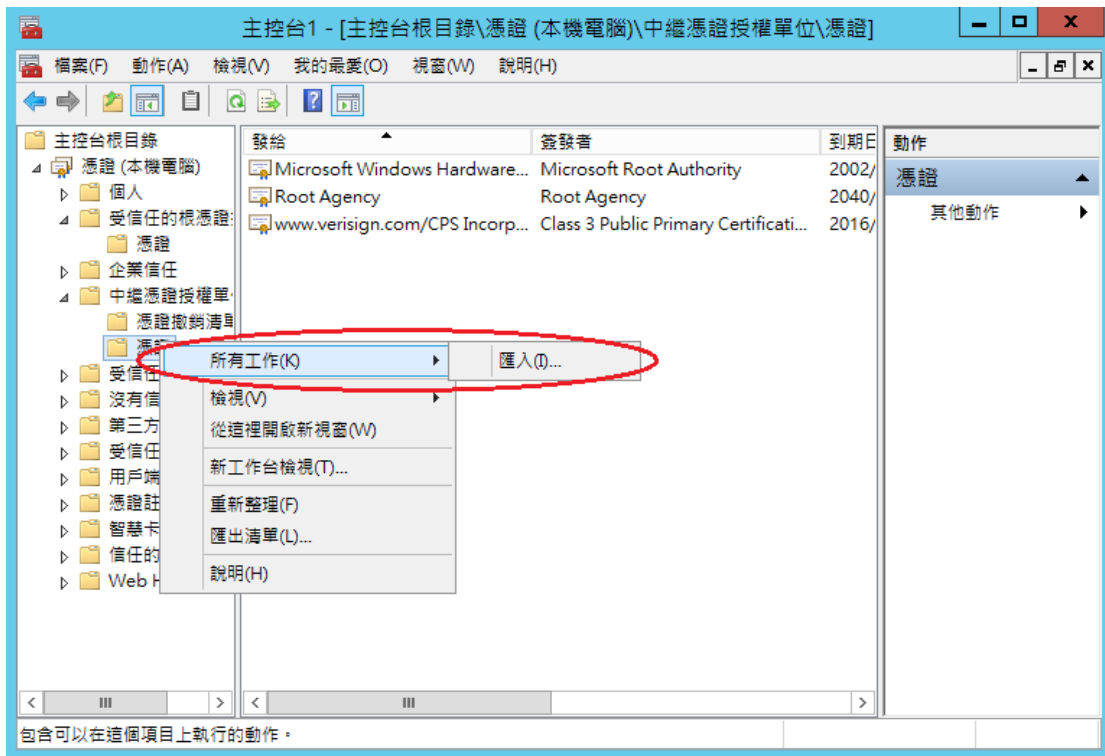 主控台1 - [主控台根目錄\憑證 (本機電腦)\中繼憑證授權單位\憑證]
檔案(F) 動作(A) 檢視(V) 我的最愛(O) 視窗(W) 說明(H)
主控台根目錄
憑證 (本機電腦)
個人
受信任的根憑證
憑證
企業信任
中繼憑證授權單
憑證撤銷清單
憑證
受信任
沒有信
第三方
受信任
用戶端
憑證註
智慧卡
信任的
Web H
發給 簽發者 到期日
Microsoft Windows Hardware... Microsoft Root Authority 2002/
Root Agency Root Agency 2040/
www.verisign.com/CPS Incorp... Class 3 Public Primary Certificati... 2016/
所有工作(K)
匯入(I)...
檢視(V)
從這裡開啟新視窗(W)
新工作台檢視(T)...
重新整理(F)
匯出清單(L)...
說明(H)
動作
憑證
其他動作
包含可以在這個項目上執行的動作。